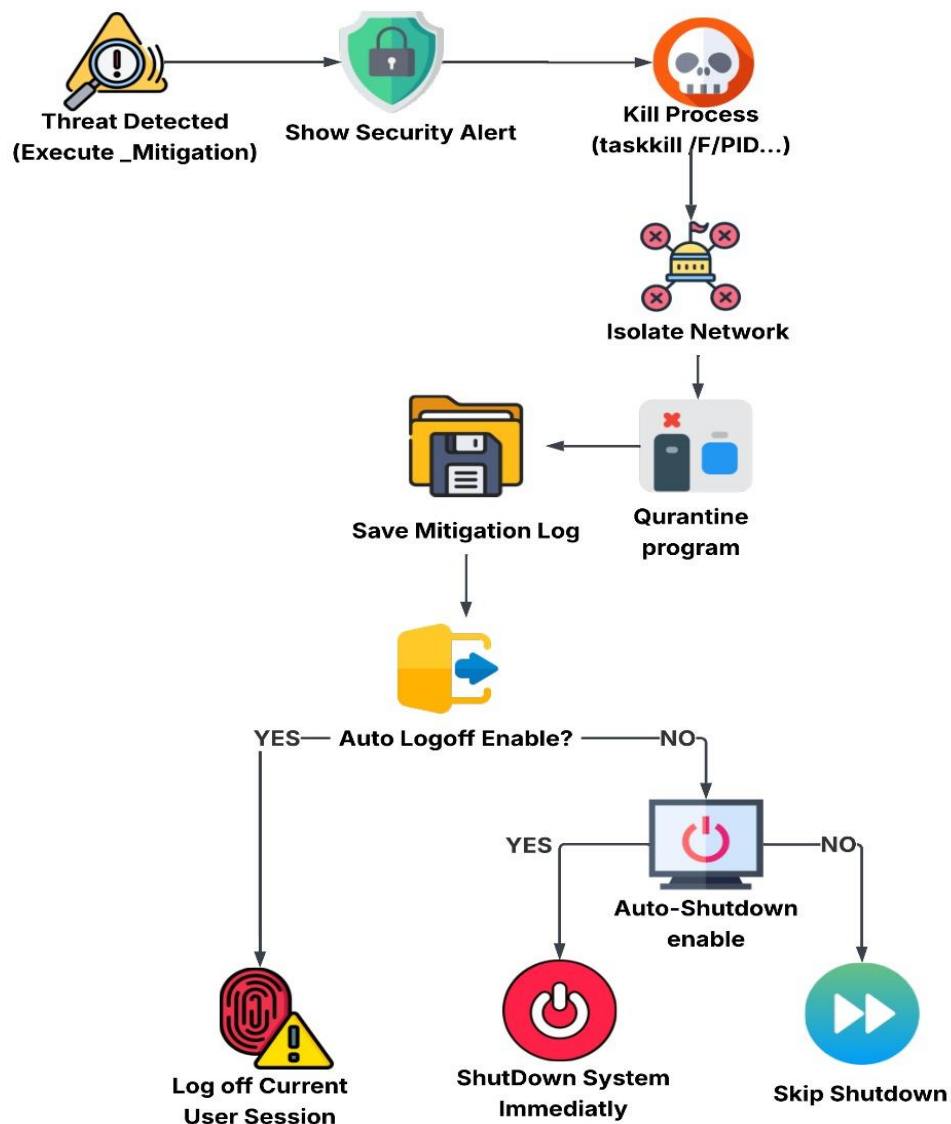 Threat Detected
(Execute _Mitigation)
Show Security Alert
Kill Process
(taskkill /F/PID...)
Isolate Network
Qurantine
program
Save Mitigation Log
YES
Auto Logoff Enable?
NO
YES
NO
Auto-Shutdown
enable
Log off Current
User Session
ShutDown System
Immediatly
Skip Shutdown